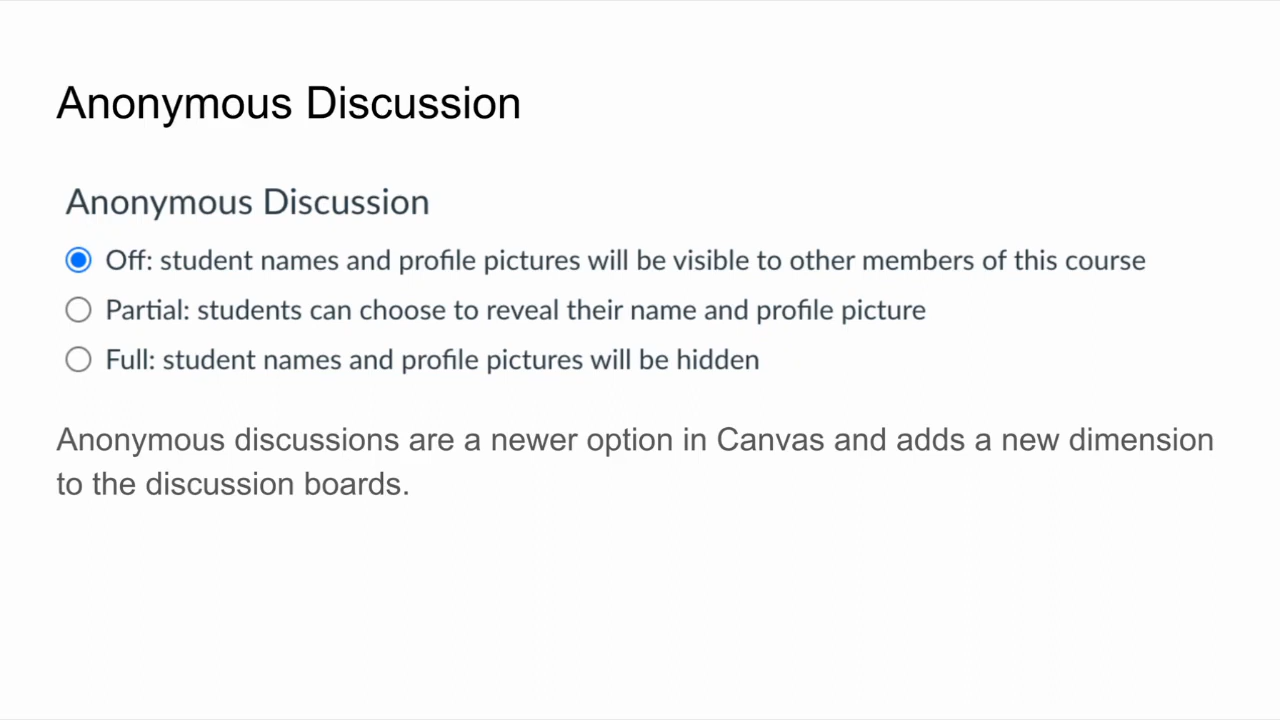 Anonymous Discussion
Anonymous Discussion
Off: student names and profile pictures will be visible to other members of this course
Partial: students can choose to reveal their name and profile picture
Full: student names and profile pictures will be hidden
Anonymous discussions are a newer option in Canvas and adds a new dimension
to the discussion boards.